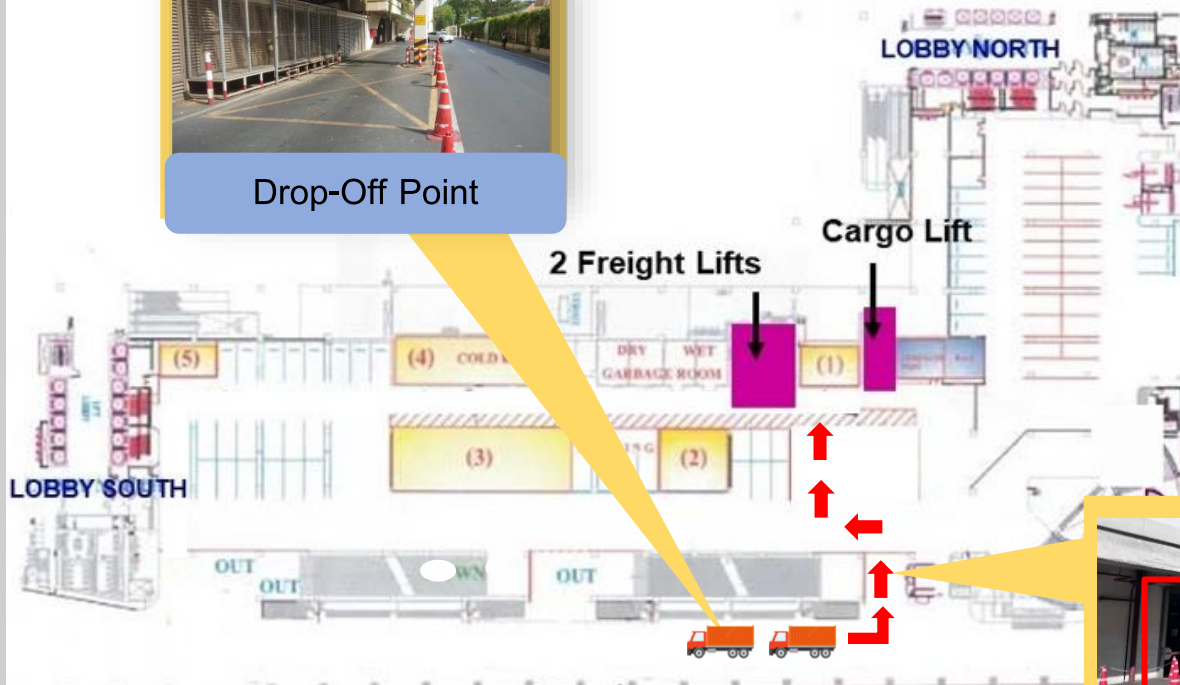 LOBBY NORTH
Drop-Off Point
Cargo Lift
2 Freight Lifts
(5)
(4) COLD
DRY WET
GARBAGE ROOM
(1)
(3)
(2)
LOBBY SOUTH
OUT
OUT
OUT